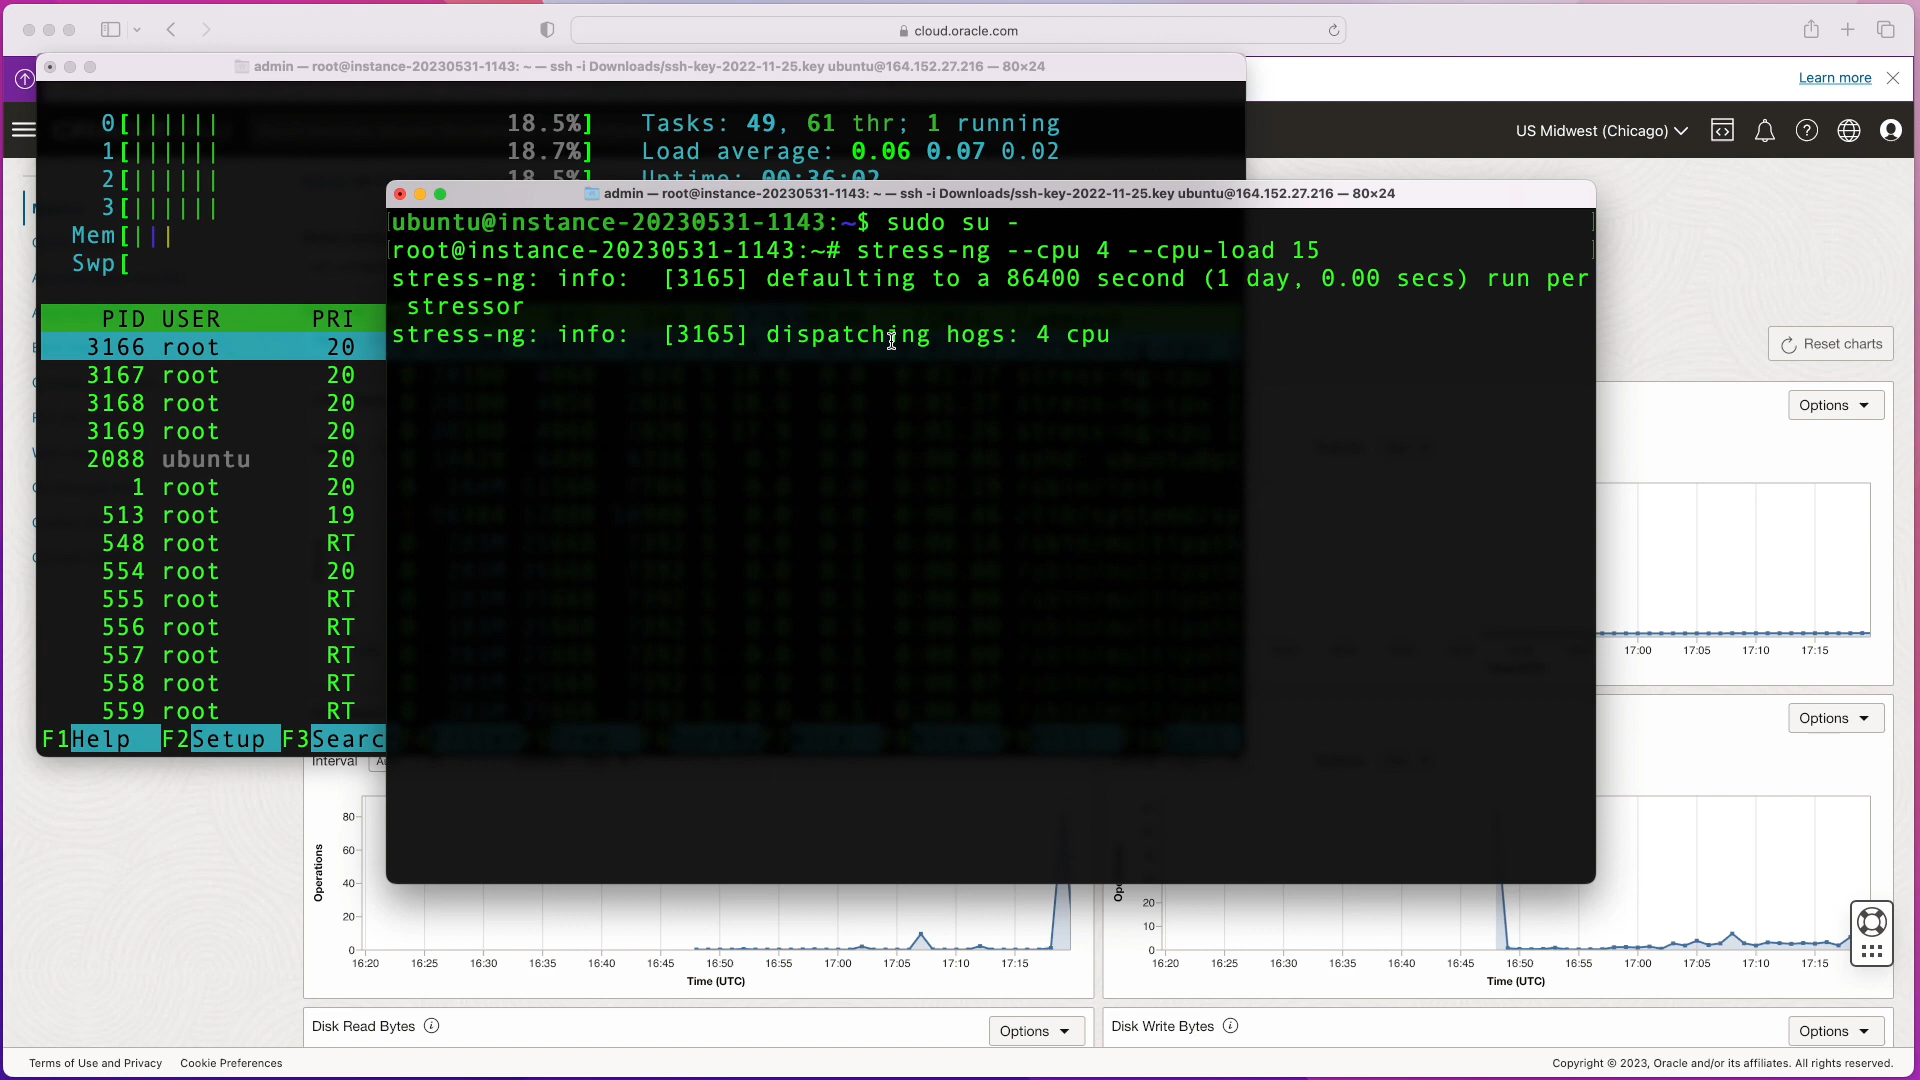 cloud.oracle.com
admin — root@instance-20230531-1143: ~ — ssh -i Downloads/ssh-key-2022-11-25.key ubuntu@164.152.27.216 — 80×24
Learn more
US Midwest (Chicago)
0[|||||| 18.5%] Tasks: 49, 61 thr; 1 running
1[|||||| 18.7%] Load average: 0.06 0.07 0.02
2[|||||| 18.5%] Uptime: 00:36:02
3[||||||
Mem[|||
Swp[
admin — root@instance-20230531-1143: ~ — ssh -i Downloads/ssh-key-2022-11-25.key ubuntu@164.152.27.216 — 80×24
ubuntu@instance-20230531-1143:~$ sudo su -
root@instance-20230531-1143:~# stress-ng --cpu 4 --cpu-load 15
stress-ng: info:  [3165] defaulting to a 86400 second (1 day, 0.00 secs) run per
 stressor
stress-ng: info:  [3165] dispatching hogs: 4 cpu
PID USER PRI
3166 root 20
3167 root 20
3168 root 20
3169 root 20
2088 ubuntu 20
1 root 20
513 root 19
548 root RT
554 root 20
555 root RT
556 root RT
557 root RT
558 root RT
559 root RT
F1Help F2Setup F3Searc
Reset charts
Options
17:00 17:05 17:10 17:15
Options
Interval
80
60
40
20
0
Operations
16:20 16:25 16:30 16:35 16:40 16:45 16:50 16:55 17:00 17:05 17:10 17:15
Time (UTC)
20
10
0
16:20 16:25 16:30 16:35 16:40 16:45 16:50 16:55 17:00 17:05 17:10 17:15
Time (UTC)
Disk Read Bytes
Options
Disk Write Bytes
Options
Terms of Use and Privacy Cookie Preferences
Copyright © 2023, Oracle and/or its affiliates. All rights reserved.